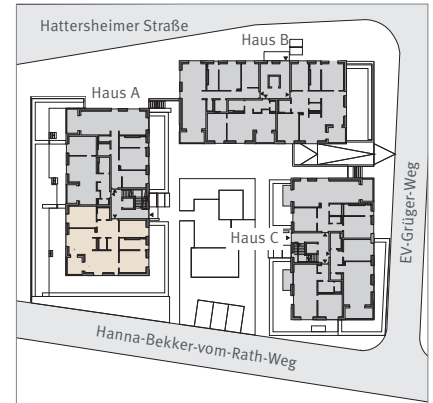 Hattersheimer Straße
Haus B
Haus A
EV-Grüger-Weg
Haus C
Hanna-Bekker-vom-Rath-Weg